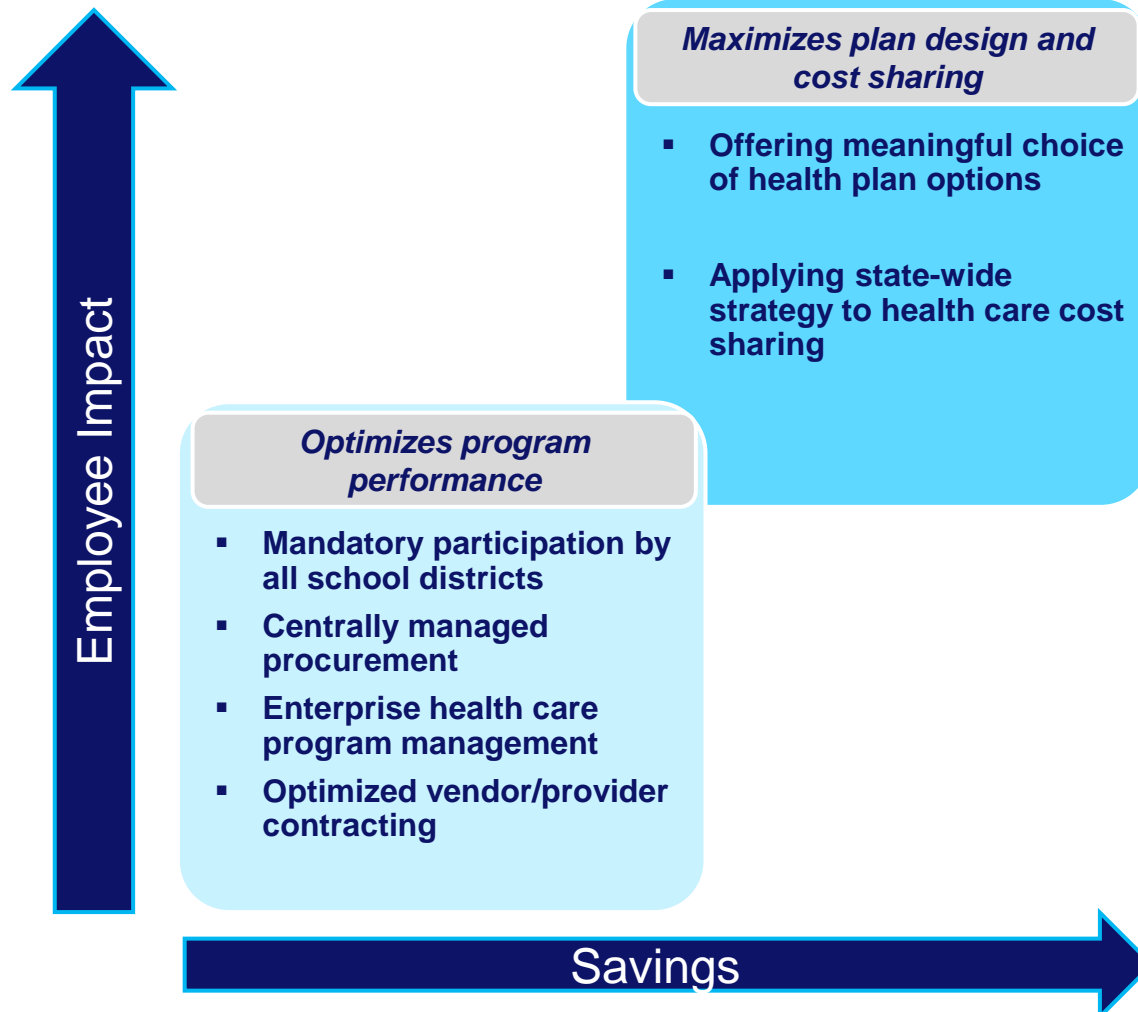 Maximizes plan design and
cost sharing
▪ Offering meaningful choice
of health plan options
▪ Applying state-wide
strategy to health care cost
sharing
Employee Impact
Optimizes program
performance
▪ Mandatory participation by
all school districts
▪ Centrally managed
procurement
▪ Enterprise health care
program management
▪ Optimized vendor/provider
contracting
Savings